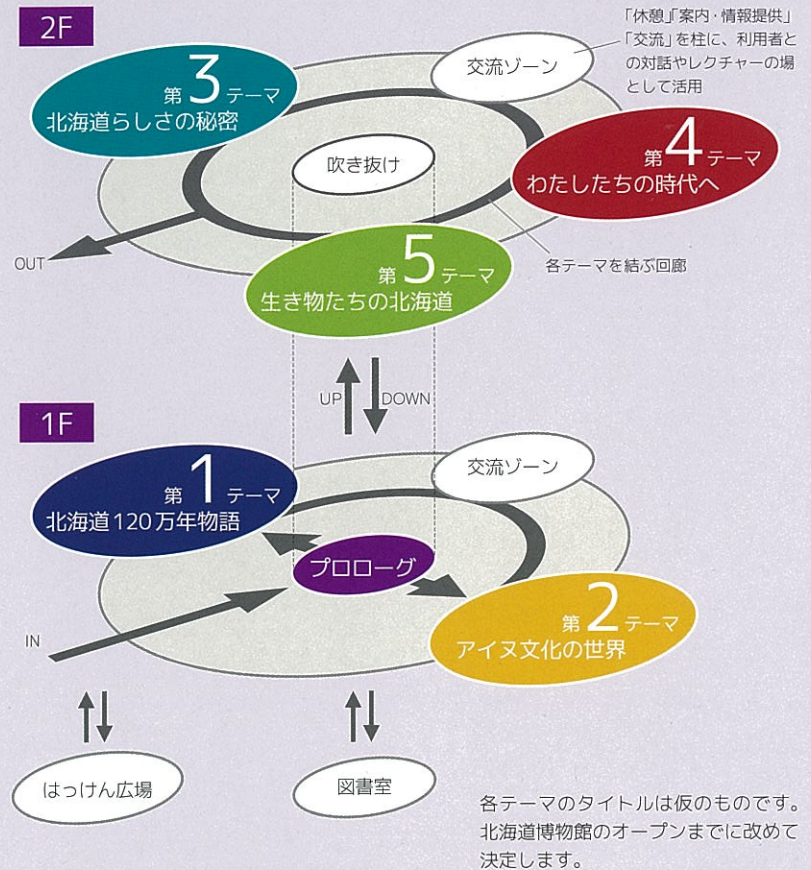 2F
「休憩」「案内・情報提供」
「交流」を柱に、利用者と
の対話やレクチャーの場
として活用
交流ゾーン
第3テーマ
北海道らしさの秘密
吹き抜け
第4テーマ
わたしたちの時代へ
OUT
第5テーマ
生き物たちの北海道
各テーマを結ぶ回廊
UP
DOWN
1F
交流ゾーン
第1テーマ
北海道120万年物語
プロローグ
IN
第2テーマ
アイヌ文化の世界
はっけん広場
図書室
各テーマのタイトルは仮のものです。
北海道博物館のオープンまでに改めて
決定します。